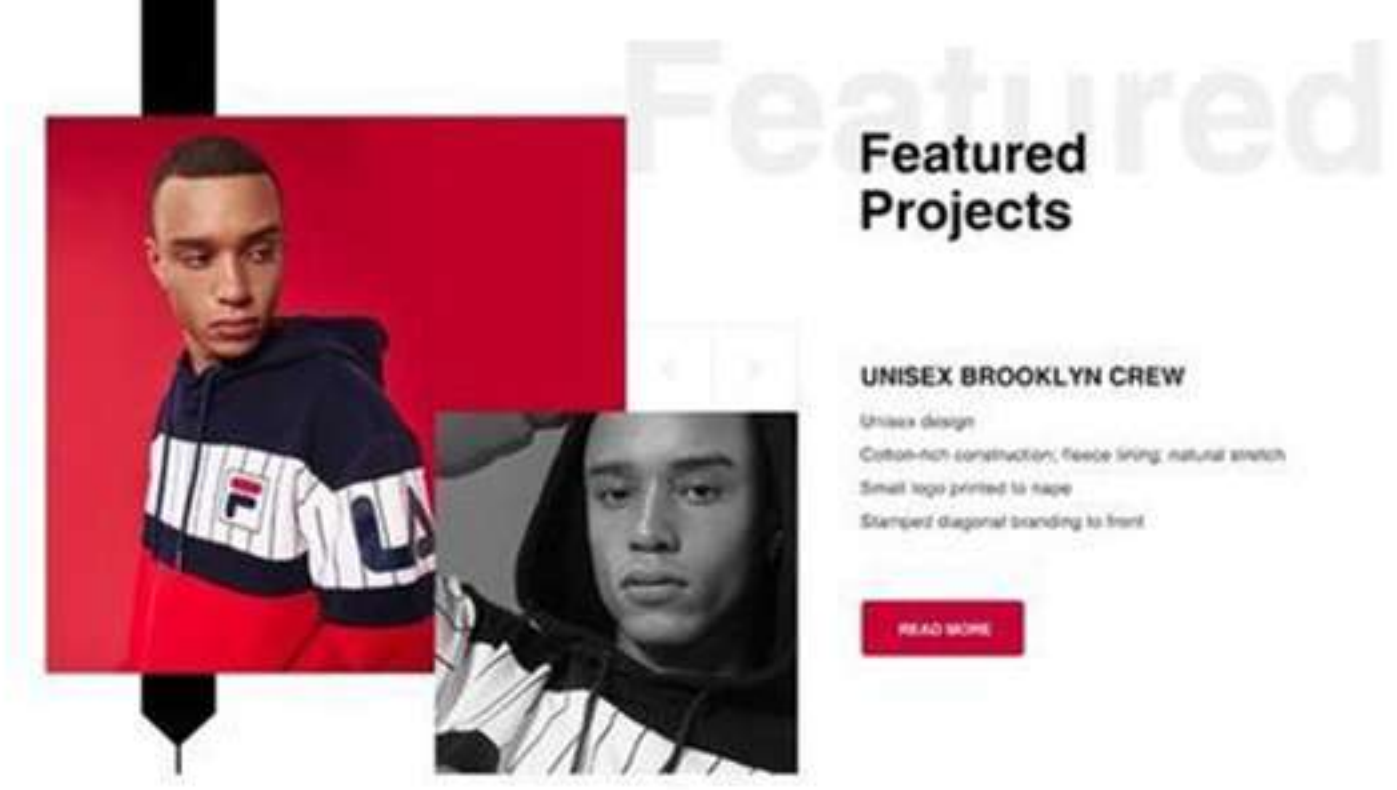 Featured
Featured
Projects
UNISEX BROOKLYN CREW
Unisex design
Cotton-rich construction; fleece lining; natural stretch
Small logo printed to nape
Stamped diagonal branding to front
READ MORE
F
LA